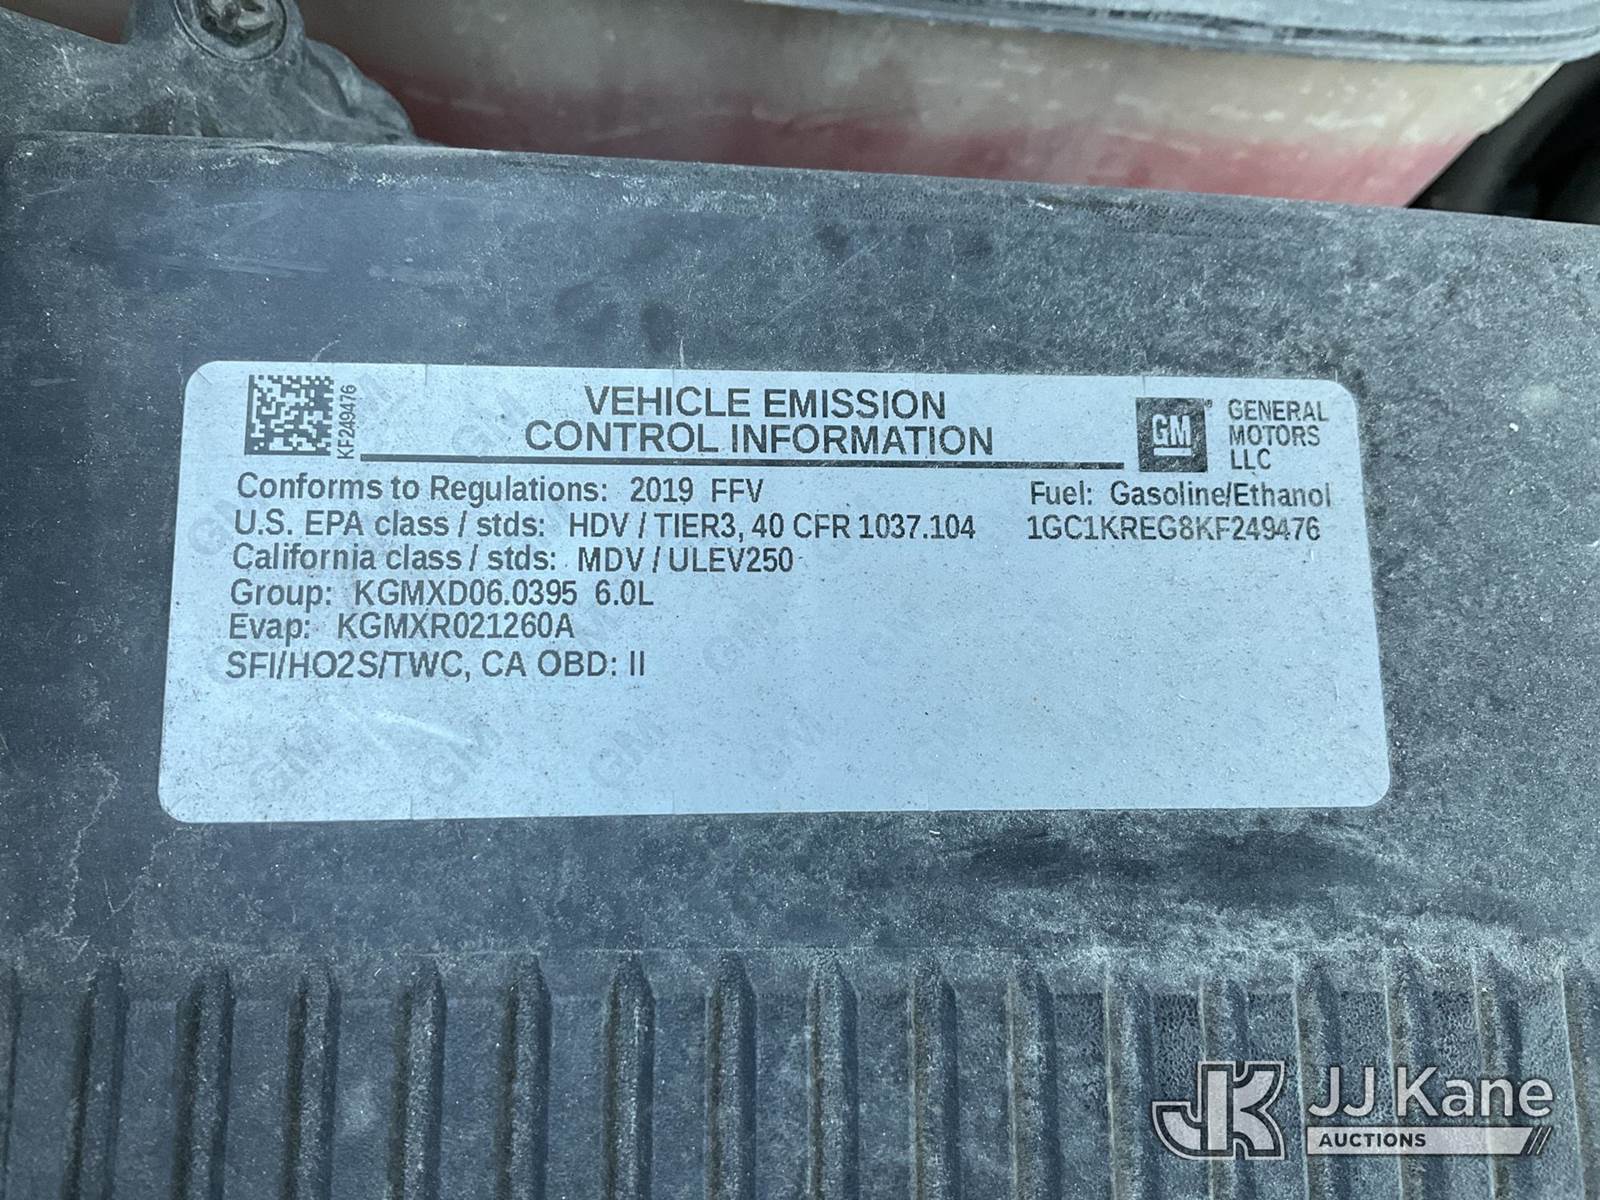 KF249476
VEHICLE EMISSION
CONTROL INFORMATION
GM
GENERAL
MOTORS
LLC
Conforms to Regulations: 2019 FFV
Fuel: Gasoline/Ethanol
U.S. EPA class / stds: HDV / TIER3, 40 CFR 1037.104
1GC1KREG8KF249476
California class / stds: MDV / ULEV250
Group: KGMXD06.0395 6.0L
Evap: KGMXR021260A
SFI/HO2S/TWC, CA OBD: II
JK
JJ Kane
AUCTIONS